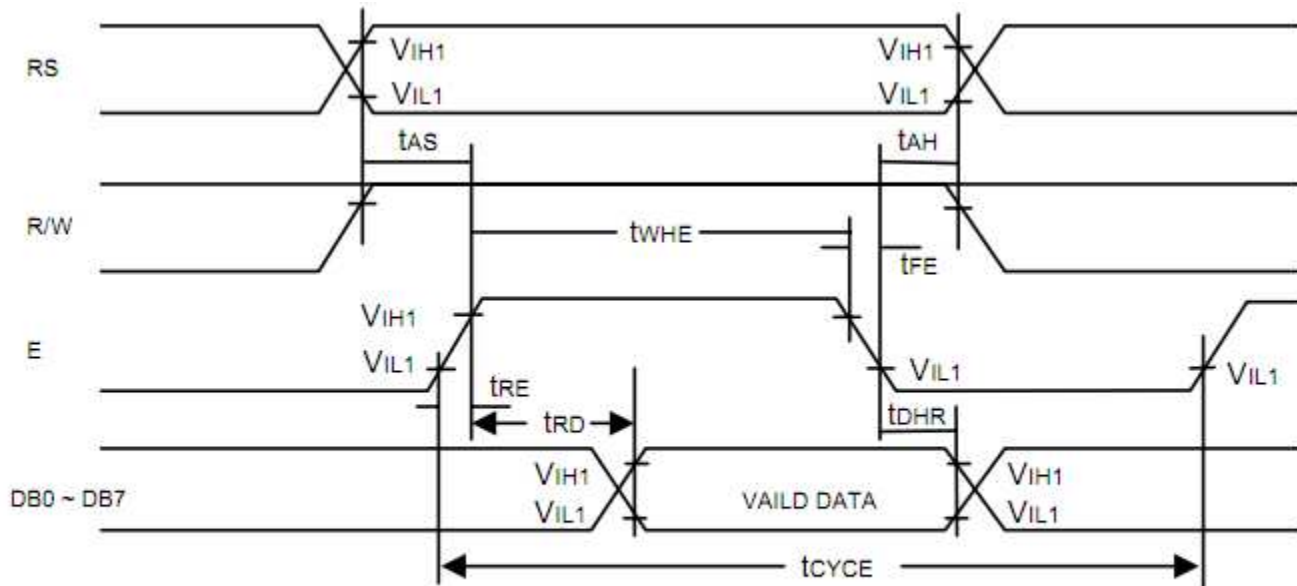 VIH1 VIH1
RS
VIL1 VIL1
tAS tAH
R/W
tWHE
tFE
VIH1
E
VIL1 VIL1 VIL1
tRE
tRD tDHR
VIH1 VIH1
DB0 ~ DB7 VAILD DATA
VIL1 VIL1
tCYCE